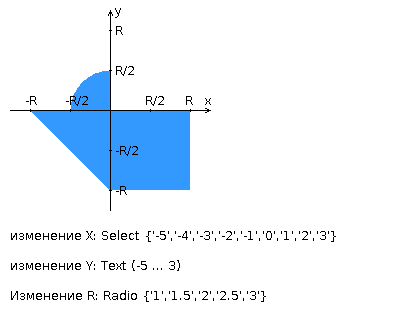 y
R
R/2
-R -R/2 R/2 R x
-R/2
-R
изменение X: Select {'-5','-4','-3','-2','-1','0','1','2','3'}
изменение Y: Text (-5 ... 3)
Изменение R: Radio {'1','1.5','2','2.5','3'}